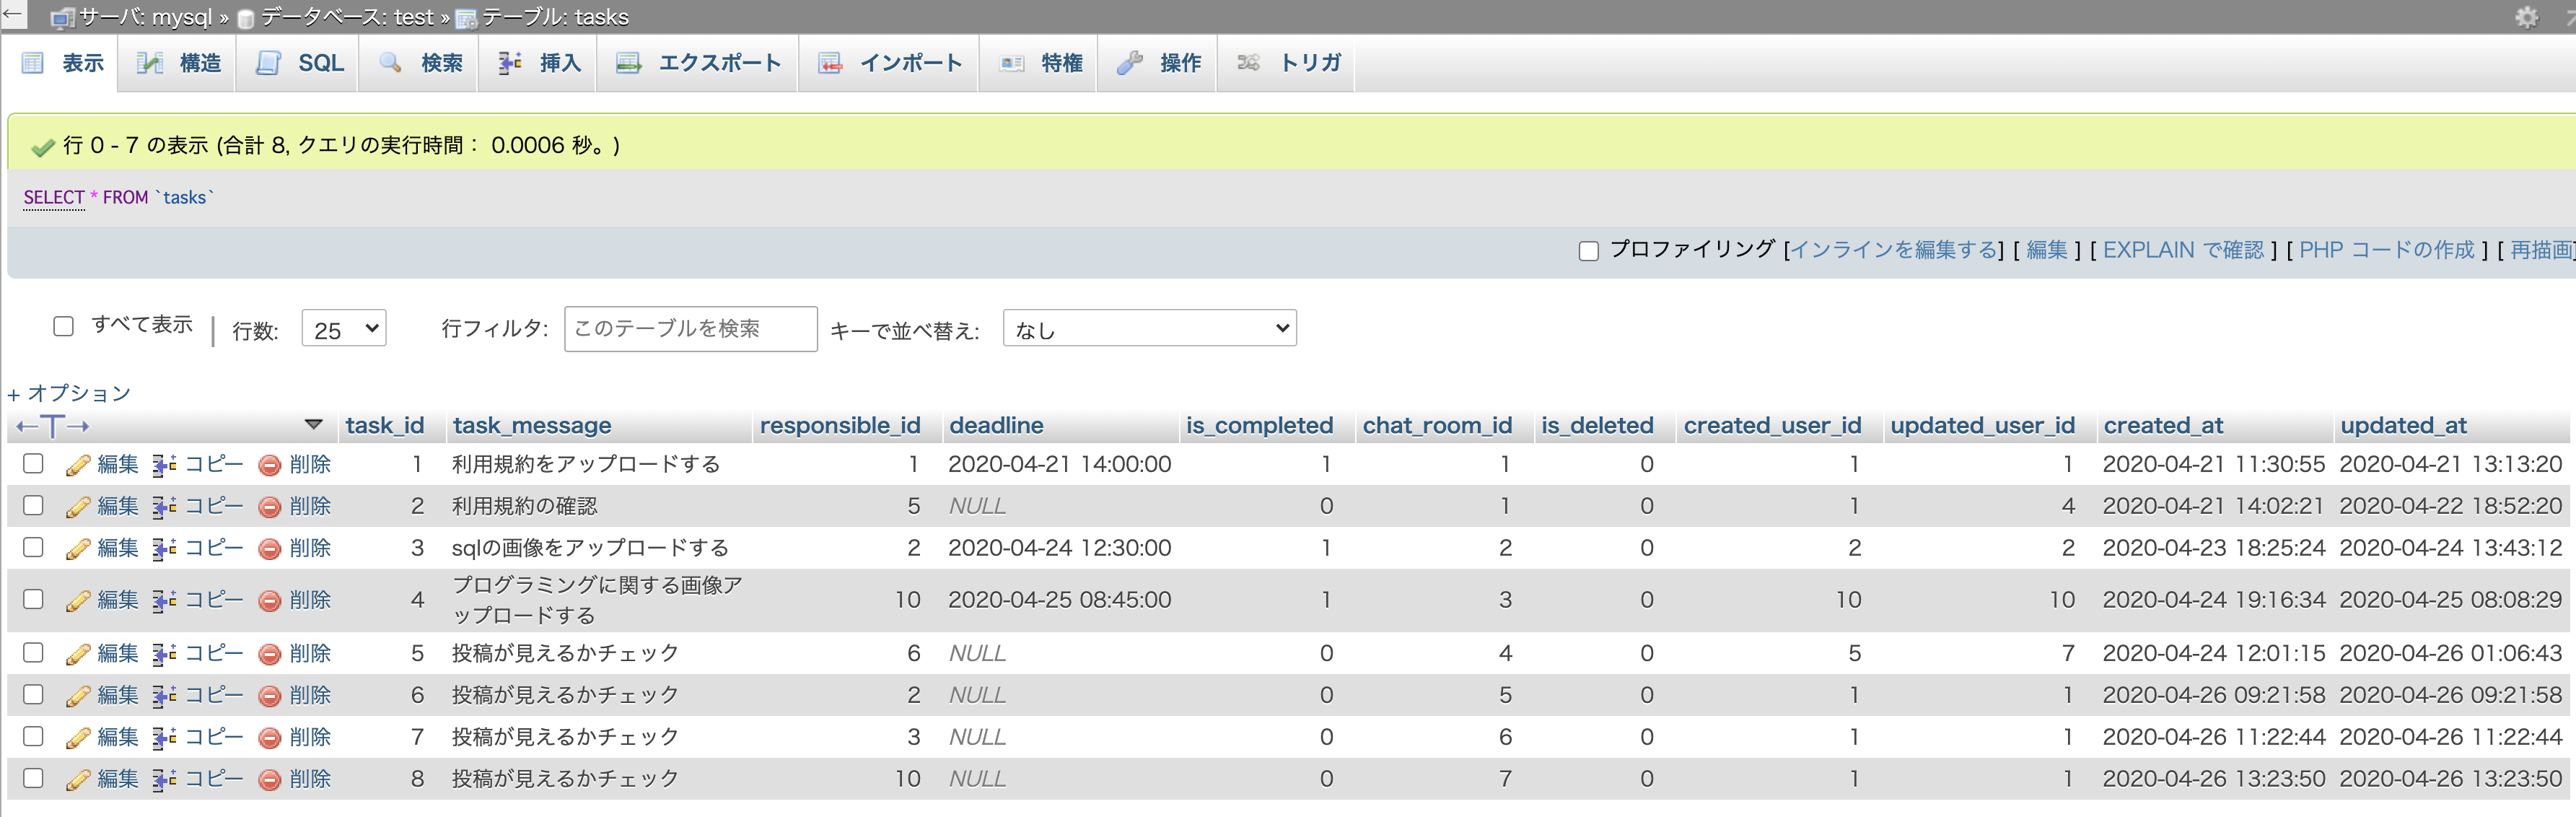 サーバ: mysql » データベース: test » テーブル: tasks
表示 構造 SQL 検索 挿入 エクスポート インポート 特権 操作 トリガ
行 0 - 7 の表示 (合計 8, クエリの実行時間： 0.0006 秒。)
SELECT * FROM `tasks`
プロファイリング [インラインを編集する] [ 編集 ] [ EXPLAIN で確認 ] [ PHP コードの作成 ] [ 再描画]
すべて表示 | 行数: 25 行フィルタ: このテーブルを検索 キーで並べ替え: なし
+ オプション
←T→ task_id task_message responsible_id deadline is_completed chat_room_id is_deleted created_user_id updated_user_id created_at updated_at
編集 コピー 削除 1 利用規約をアップロードする 1 2020-04-21 14:00:00 1 1 0 1 1 2020-04-21 11:30:55 2020-04-21 13:13:20
編集 コピー 削除 2 利用規約の確認 5 NULL 0 1 0 1 4 2020-04-21 14:02:21 2020-04-22 18:52:20
編集 コピー 削除 3 sqlの画像をアップロードする 2 2020-04-24 12:30:00 1 2 0 2 2 2020-04-23 18:25:24 2020-04-24 13:43:12
編集 コピー 削除 4 プログラミングに関する画像ア
ップロードする 10 2020-04-25 08:45:00 1 3 0 10 10 2020-04-24 19:16:34 2020-04-25 08:08:29
編集 コピー 削除 5 投稿が見えるかチェック 6 NULL 0 4 0 5 7 2020-04-24 12:01:15 2020-04-26 01:06:43
編集 コピー 削除 6 投稿が見えるかチェック 2 NULL 0 5 0 1 1 2020-04-26 09:21:58 2020-04-26 09:21:58
編集 コピー 削除 7 投稿が見えるかチェック 3 NULL 0 6 0 1 1 2020-04-26 11:22:44 2020-04-26 11:22:44
編集 コピー 削除 8 投稿が見えるかチェック 10 NULL 0 7 0 1 1 2020-04-26 13:23:50 2020-04-26 13:23:50